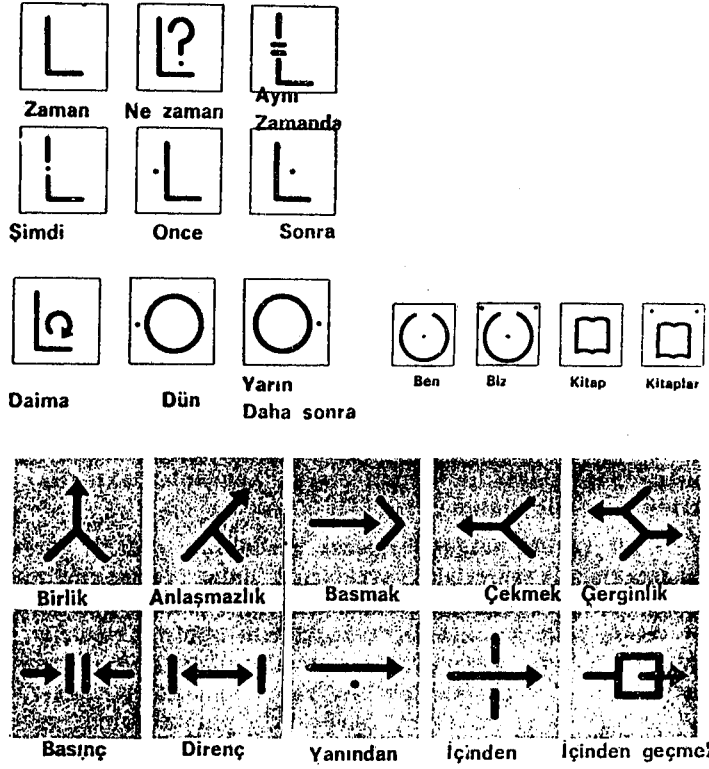 Zaman Ne zaman Aynı
Zamanda
Şimdi Once Sonra
Daima Dün Yarın
Daha sonra
Ben Biz Kitap Kitaplar
Birlik Anlaşmazlık Basmak Çekmek Gerginlik
Basınç Direnç Yanından İçinden İçinden geçme